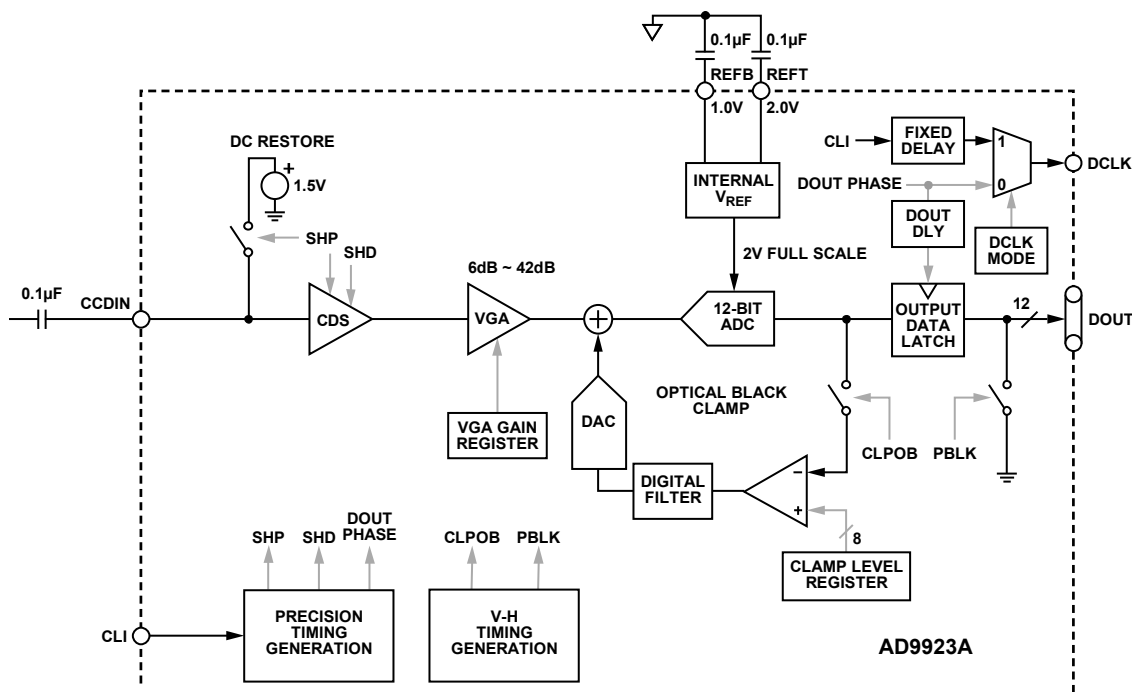 0.1µF 0.1µF
REFB REFT
1.0V 2.0V
DC RESTORE
+
1.5V
INTERNAL
VREF
CLI
FIXED
DELAY
1
0
DCLK
DOUT PHASE
DOUT
DLY
DCLK
MODE
SHP
SHD
6dB ~ 42dB
2V FULL SCALE
0.1µF
CCDIN
CDS
VGA
+
12-BIT
ADC
OUTPUT
DATA
LATCH
12
DOUT
VGA GAIN
REGISTER
DAC
OPTICAL BLACK
CLAMP
CLPOB
PBLK
DIGITAL
FILTER
–
+
8
CLAMP LEVEL
REGISTER
SHP
SHD
DOUT
PHASE
CLPOB
PBLK
CLI
PRECISION
TIMING
GENERATION
V-H
TIMING
GENERATION
AD9923A